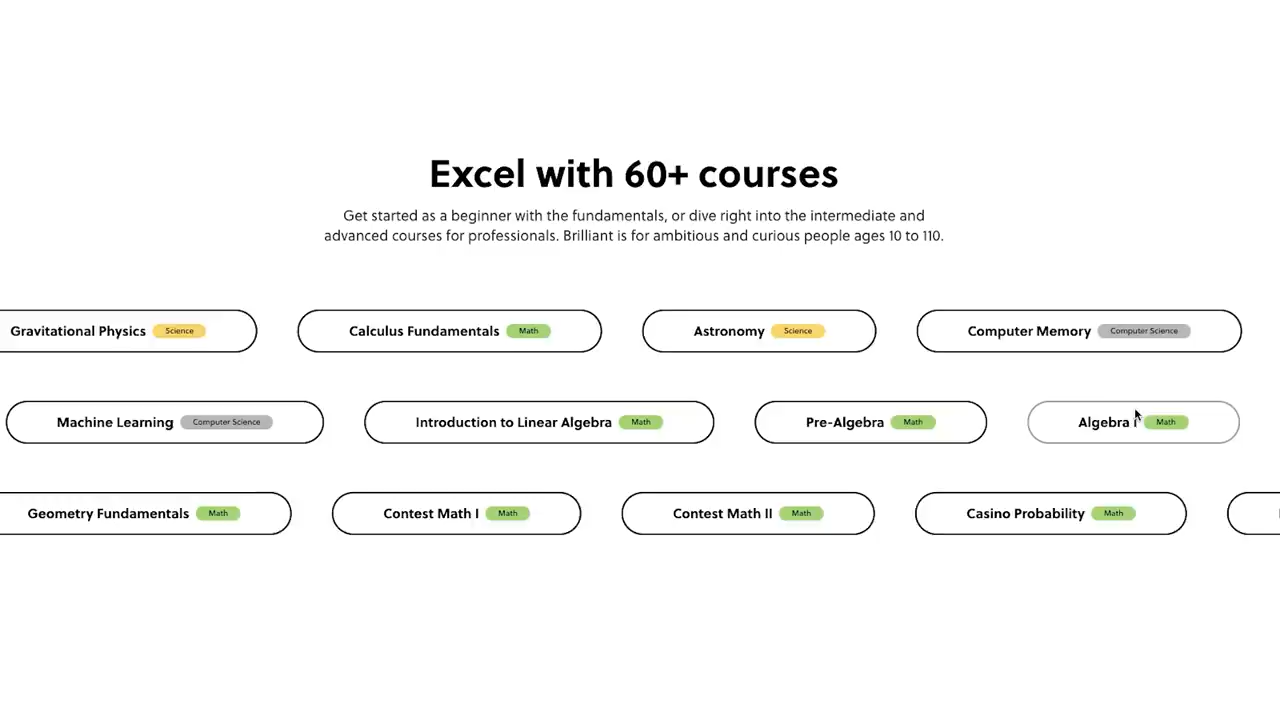 Excel with 60+ courses
Get started as a beginner with the fundamentals, or dive right into the intermediate and
advanced courses for professionals. Brilliant is for ambitious and curious people ages 10 to 110.
Gravitational Physics Science Calculus Fundamentals Math Astronomy Science Computer Memory Computer Science
Machine Learning Computer Science Introduction to Linear Algebra Math Pre-Algebra Math Algebra I Math
Geometry Fundamentals Math Contest Math I Math Contest Math II Math Casino Probability Math